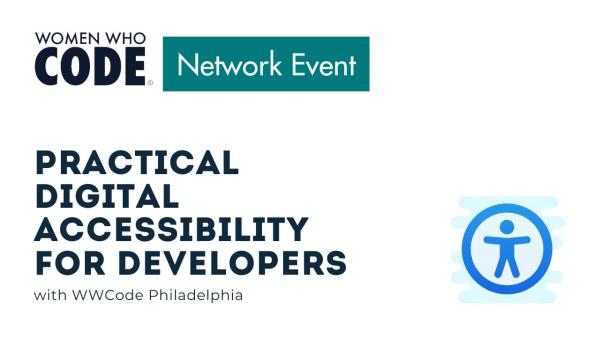 WOMEN WHO
CODE®
Network Event
PRACTICAL
DIGITAL
ACCESSIBILITY
FOR DEVELOPERS
with WWCode Philadelphia